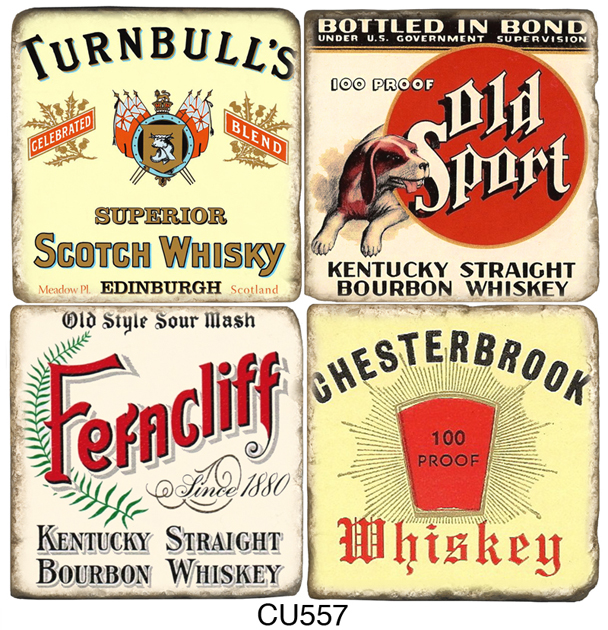 TURNBULL'S
CELEBRATED
BLEND
SUPERIOR
SCOTCH WHISKY
Meadow PL EDINBURGH Scotland
BOTTLED IN BOND
UNDER U.S. GOVERNMENT SUPERVISION
100 PROOF
Old
Sport
KENTUCKY STRAIGHT
BOURBON WHISKEY
Old Style Sour Mash
Ferncliff
Since 1880
KENTUCKY STRAIGHT
BOURBON WHISKEY
CHESTERBROOK
100
PROOF
Whiskey
CU557